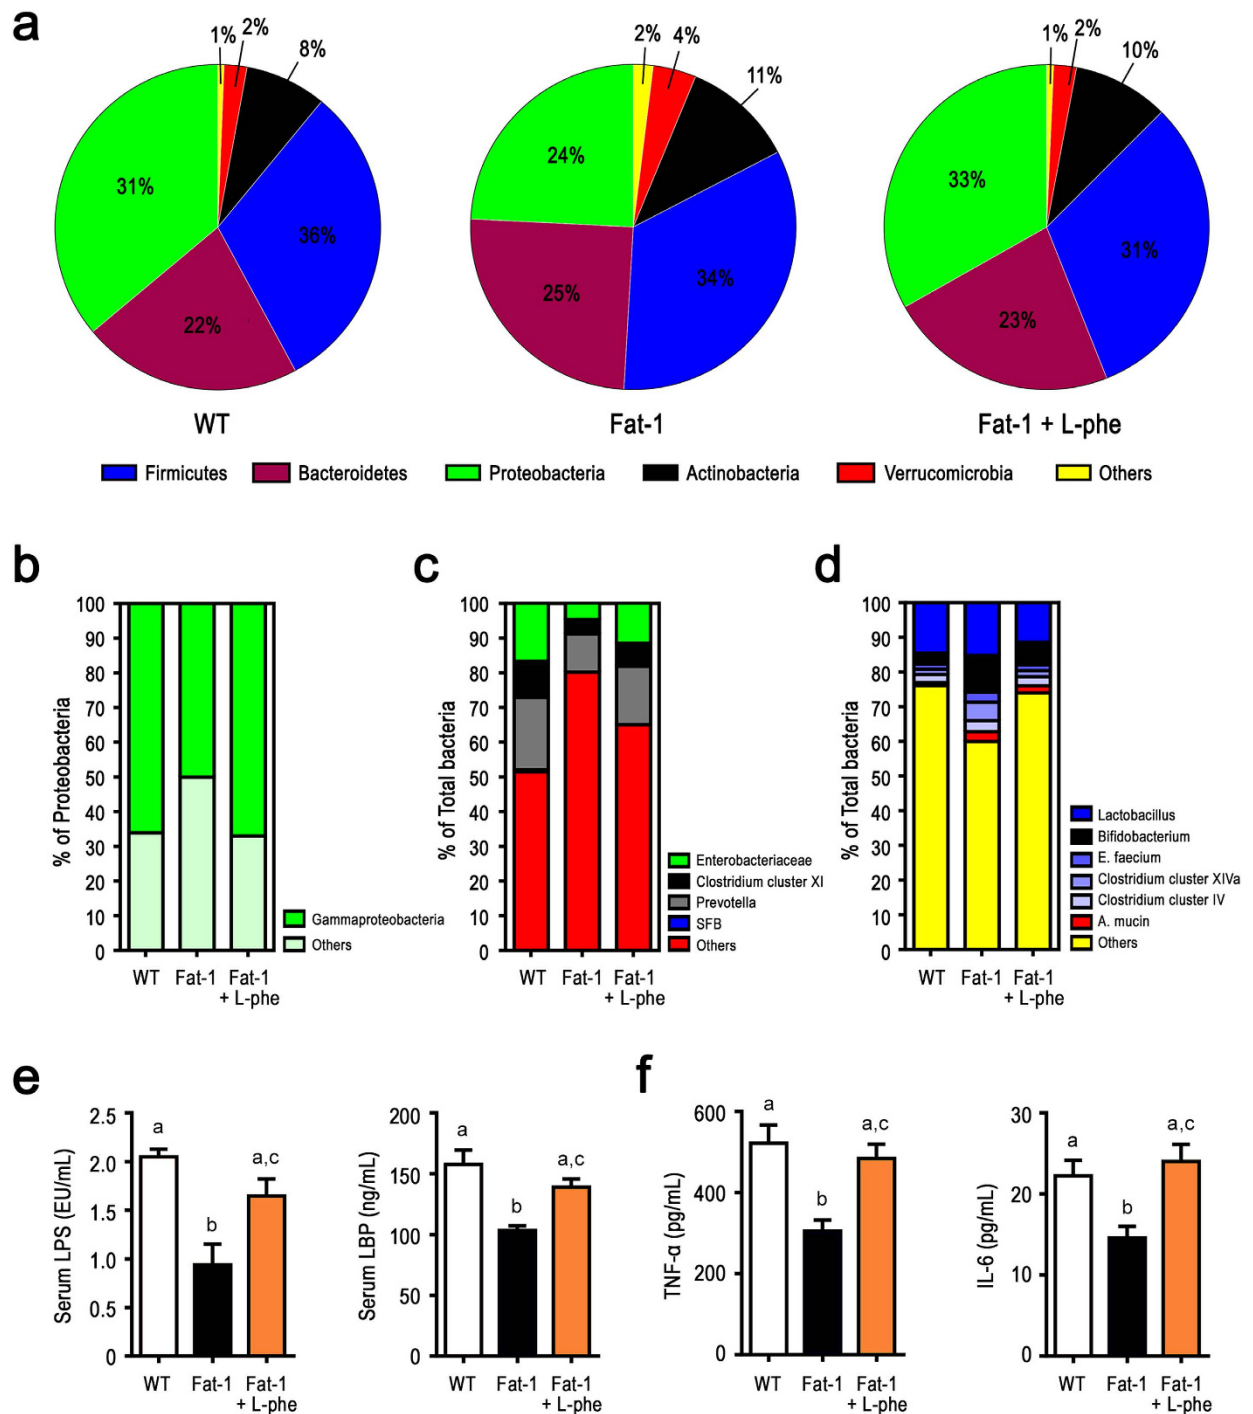 a
1% 2% 8% 36% 22% 31%
2% 4% 11% 34% 25% 24%
1% 2% 10% 31% 23% 33%
WT Fat-1 Fat-1 + L-phe
Firmicutes Bacteroidetes Proteobacteria Actinobacteria Verrucomicrobia Others
b
% of Proteobacteria
100
90
80
70
60
50
40
30
20
10
0
WT Fat-1 Fat-1
+ L-phe
Gammaproteobacteria
Others
c
% of Total bacteria
100
90
80
70
60
50
40
30
20
10
0
WT Fat-1 Fat-1
+ L-phe
Enterobacteriaceae
Clostridium cluster XI
Prevotella
SFB
Others
d
% of Total bacteria
100
90
80
70
60
50
40
30
20
10
0
WT Fat-1 Fat-1
+ L-phe
Lactobacillus
Bifidobacterium
E. faecium
Clostridium cluster XIVa
Clostridium cluster IV
A. mucin
Others
e
Serum LPS (EU/mL)
2.5
2.0
1.5
1.0
0.5
0.0
a b a,c
WT Fat-1 Fat-1
+ L-phe
Serum LBP (ng/mL)
200
150
100
50
0
a b a,c
WT Fat-1 Fat-1
+ L-phe
f
TNF-α (pg/mL)
600
400
200
0
a b a,c
WT Fat-1 Fat-1
+ L-phe
IL-6 (pg/mL)
30
20
10
0
a b a,c
WT Fat-1 Fat-1
+ L-phe